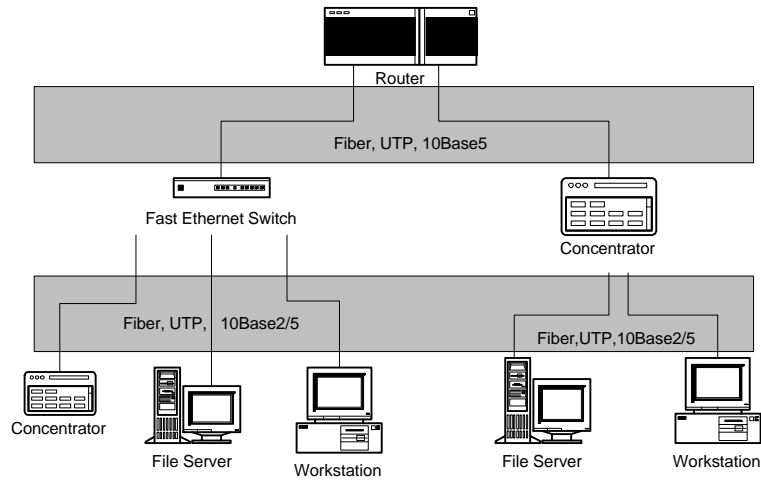 Router
Fiber, UTP, 10Base5
Fast Ethernet Switch
Concentrator
Fiber, UTP, 10Base2/5
Fiber,UTP,10Base2/5
Concentrator
File Server
Workstation
File Server
Workstation